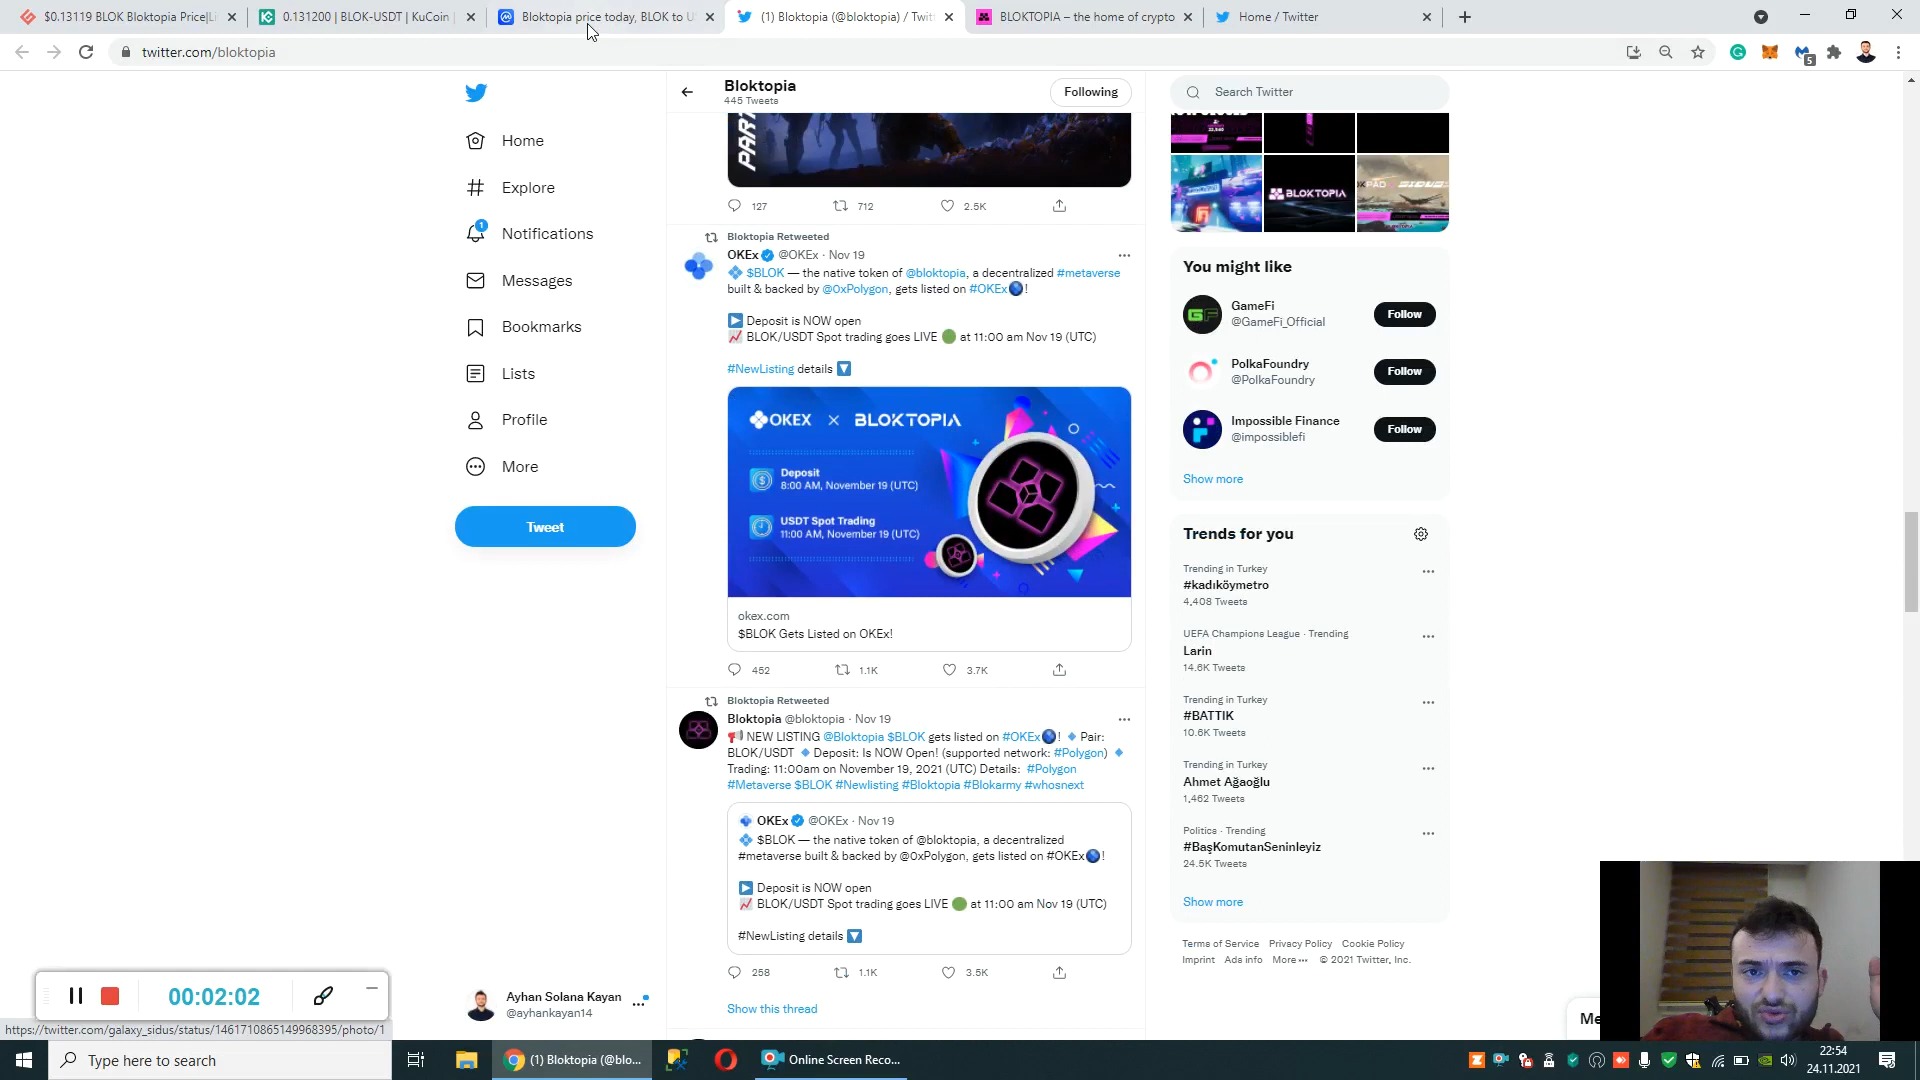 $0.13119 BLOK Bloktopia Price|Li
0.131200 | BLOK-USDT | KuCoin
Bloktopia price today, BLOK to U
(1) Bloktopia (@bloktopia) / Twit
BLOKTOPIA – the home of crypto
Home / Twitter
twitter.com/bloktopia
5
Home
Explore
1
Notifications
Messages
Bookmarks
Lists
Profile
More
Tweet
Ayhan Solana Kayan
@ayhankayan14
Bloktopia
445 Tweets
Following
127
712
2.5K
Bloktopia Retweeted
OKEx @OKEx · Nov 19
$BLOK — the native token of @bloktopia, a decentralized #metaverse
built & backed by @0xPolygon, gets listed on #OKEx !
Deposit is NOW open
BLOK/USDT Spot trading goes LIVE at 11:00 am Nov 19 (UTC)
#NewListing details
OKEX × BLOKTOPIA
Deposit
8:00 AM, November 19 (UTC)
USDT Spot Trading
11:00 AM, November 19 (UTC)
okex.com
$BLOK Gets Listed on OKEx!
452
1.1K
3.7K
Bloktopia Retweeted
Bloktopia @bloktopia · Nov 19
NEW LISTING @Bloktopia $BLOK gets listed on #OKEx ! Pair:
BLOK/USDT Deposit: Is NOW Open! (supported network: #Polygon)
Trading: 11:00am on November 19, 2021 (UTC) Details: #Polygon
#Metaverse $BLOK #Newlisting #Bloktopia #Blokarmy #whosnext
OKEx @OKEx · Nov 19
$BLOK — the native token of @bloktopia, a decentralized
#metaverse built & backed by @0xPolygon, gets listed on #OKEx !
Deposit is NOW open
BLOK/USDT Spot trading goes LIVE at 11:00 am Nov 19 (UTC)
#NewListing details
258
1.1K
3.5K
Show this thread
Search Twitter
BLOKTOPIA
You might like
GameFi
@GameFi_Official
Follow
PolkaFoundry
@PolkaFoundry
Follow
Impossible Finance
@impossiblefi
Follow
Show more
Trends for you
Trending in Turkey
#kadıköymetro
4,408 Tweets
UEFA Champions League · Trending
Larin
14.6K Tweets
Trending in Turkey
#BATTIK
10.6K Tweets
Trending in Turkey
Ahmet Ağaoğlu
1,462 Tweets
Politics · Trending
#BaşKomutanSeninleyiz
24.5K Tweets
Show more
Terms of Service Privacy Policy Cookie Policy
Imprint Ads info More ··· © 2021 Twitter, Inc.
Me
00:02:02
https://twitter.com/galaxy_sidus/status/1461710865149968395/photo/1
Type here to search
(1) Bloktopia (@blo...
Online Screen Reco...
22:54
24.11.2021